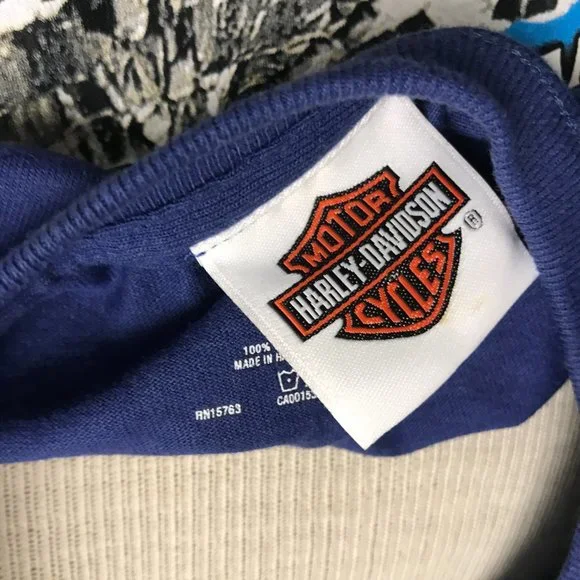 MOTOR
HARLEY-DAVIDSON
CYCLES
®
100%
MADE IN
RN15763